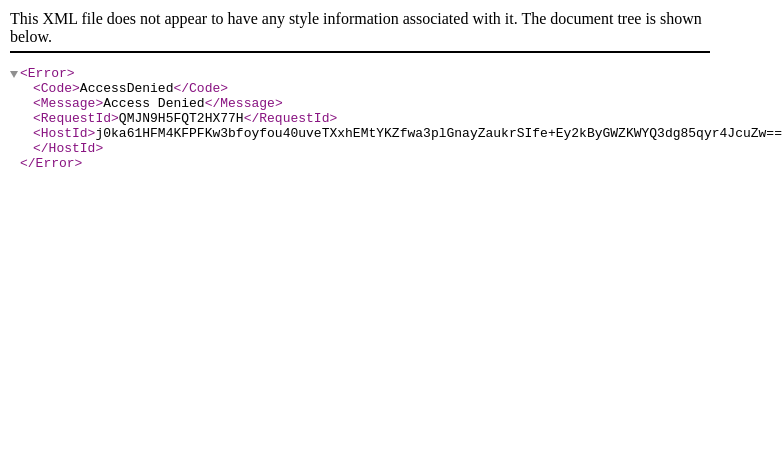 This XML file does not appear to have any style information associated with it. The document tree is shown
below.
<Error>
<Code>AccessDenied</Code>
<Message>Access Denied</Message>
<RequestId>QMJN9H5FQT2HX77H</RequestId>
<HostId>j0ka61HFM4KFPFKw3bfoyfou40uveTXxhEMtYKZfwa3plGnayZaukrSIfe+Ey2kByGWZKWYQ3dg85qyr4JcuZw==
</HostId>
</Error>